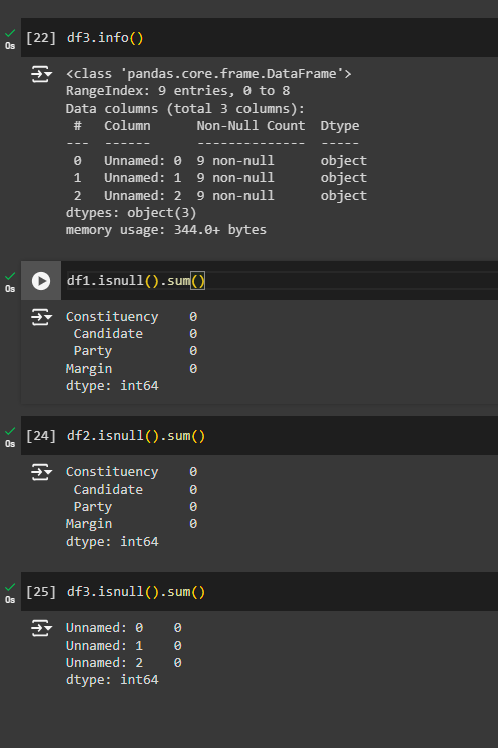 [22] df3.info()
0s
<class 'pandas.core.frame.DataFrame'>
RangeIndex: 9 entries, 0 to 8
Data columns (total 3 columns):
 #   Column      Non-Null Count  Dtype
---  ------      --------------  -----
 0   Unnamed: 0  9 non-null      object
 1   Unnamed: 1  9 non-null      object
 2   Unnamed: 2  9 non-null      object
dtypes: object(3)
memory usage: 344.0+ bytes
df1.isnull().sum()
0s
Constituency    0
 Candidate      0
 Party          0
Margin          0
dtype: int64
[24] df2.isnull().sum()
0s
Constituency    0
 Candidate      0
 Party          0
Margin          0
dtype: int64
[25] df3.isnull().sum()
0s
Unnamed: 0    0
Unnamed: 1    0
Unnamed: 2    0
dtype: int64